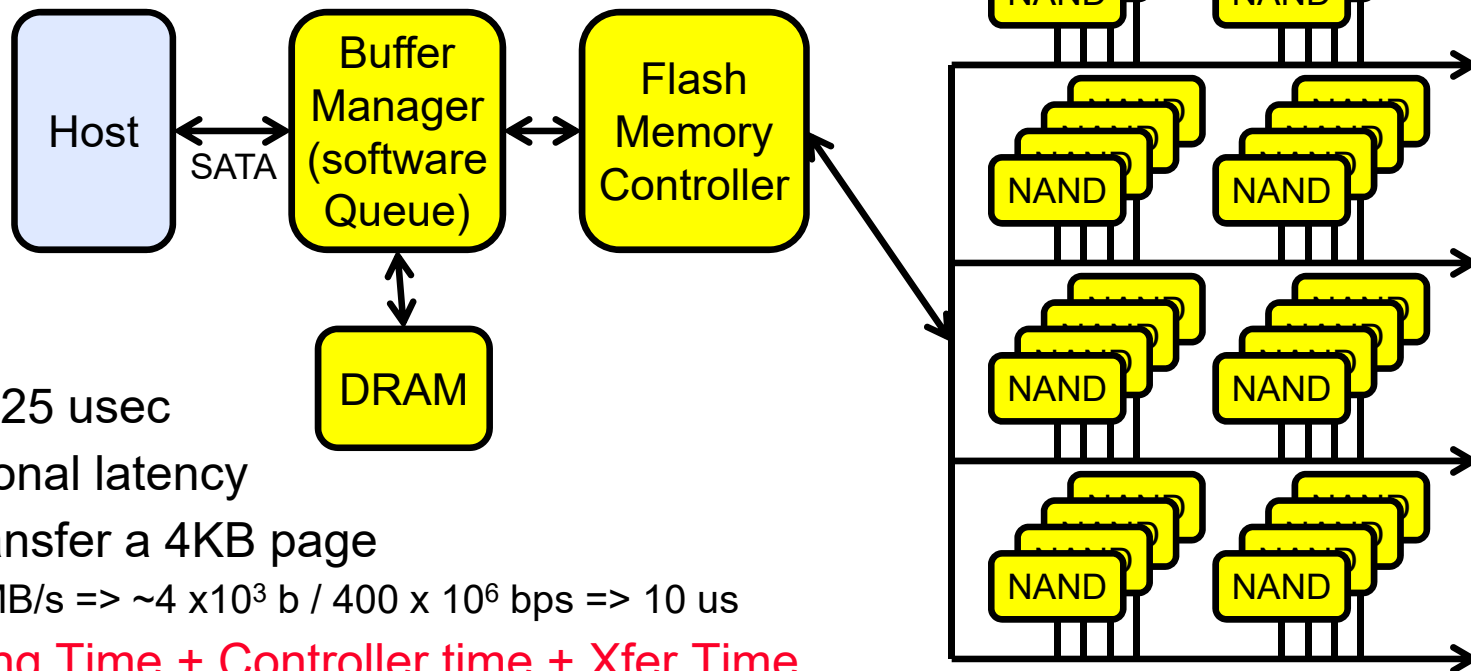 Host
SATA
Buffer
Manager
(software
Queue)
Flash
Memory
Controller
DRAM
NAND NAND
NAND NAND
NAND NAND
NAND NAND
25 usec
onal latency
ansfer a 4KB page
MB/s => ~4 x10³ b / 400 x 10⁶ bps => 10 us
ng Time + Controller time + Xfer Time